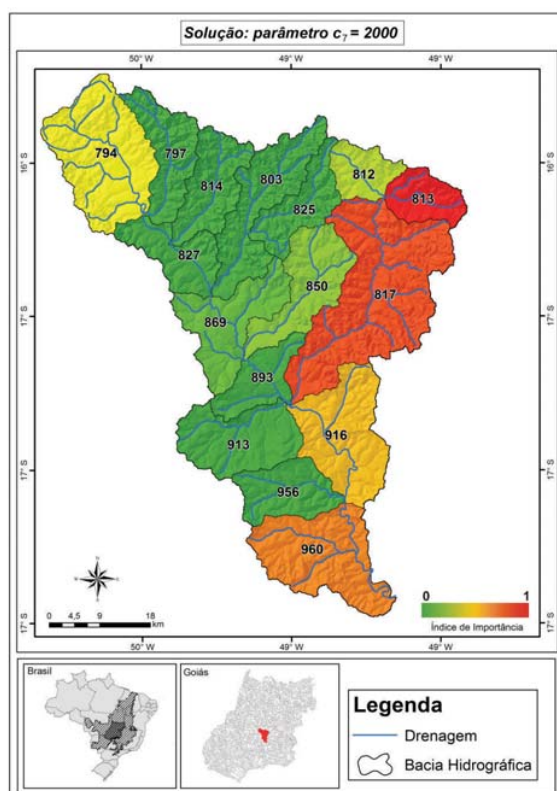 Solução: parâmetro c7 = 2000
50° W
49° W
49° W
16° S
16° S
794
797
814
803
812
813
825
827
817
850
17° S
17° S
869
893
916
913
17° S
17° S
956
960
0
1
Índice de Importância
0
4,5
9
18
km
17° S
17° S
50° W
49° W
49° W
Brasil
Goiás
Legenda
Drenagem
Bacia Hidrográfica